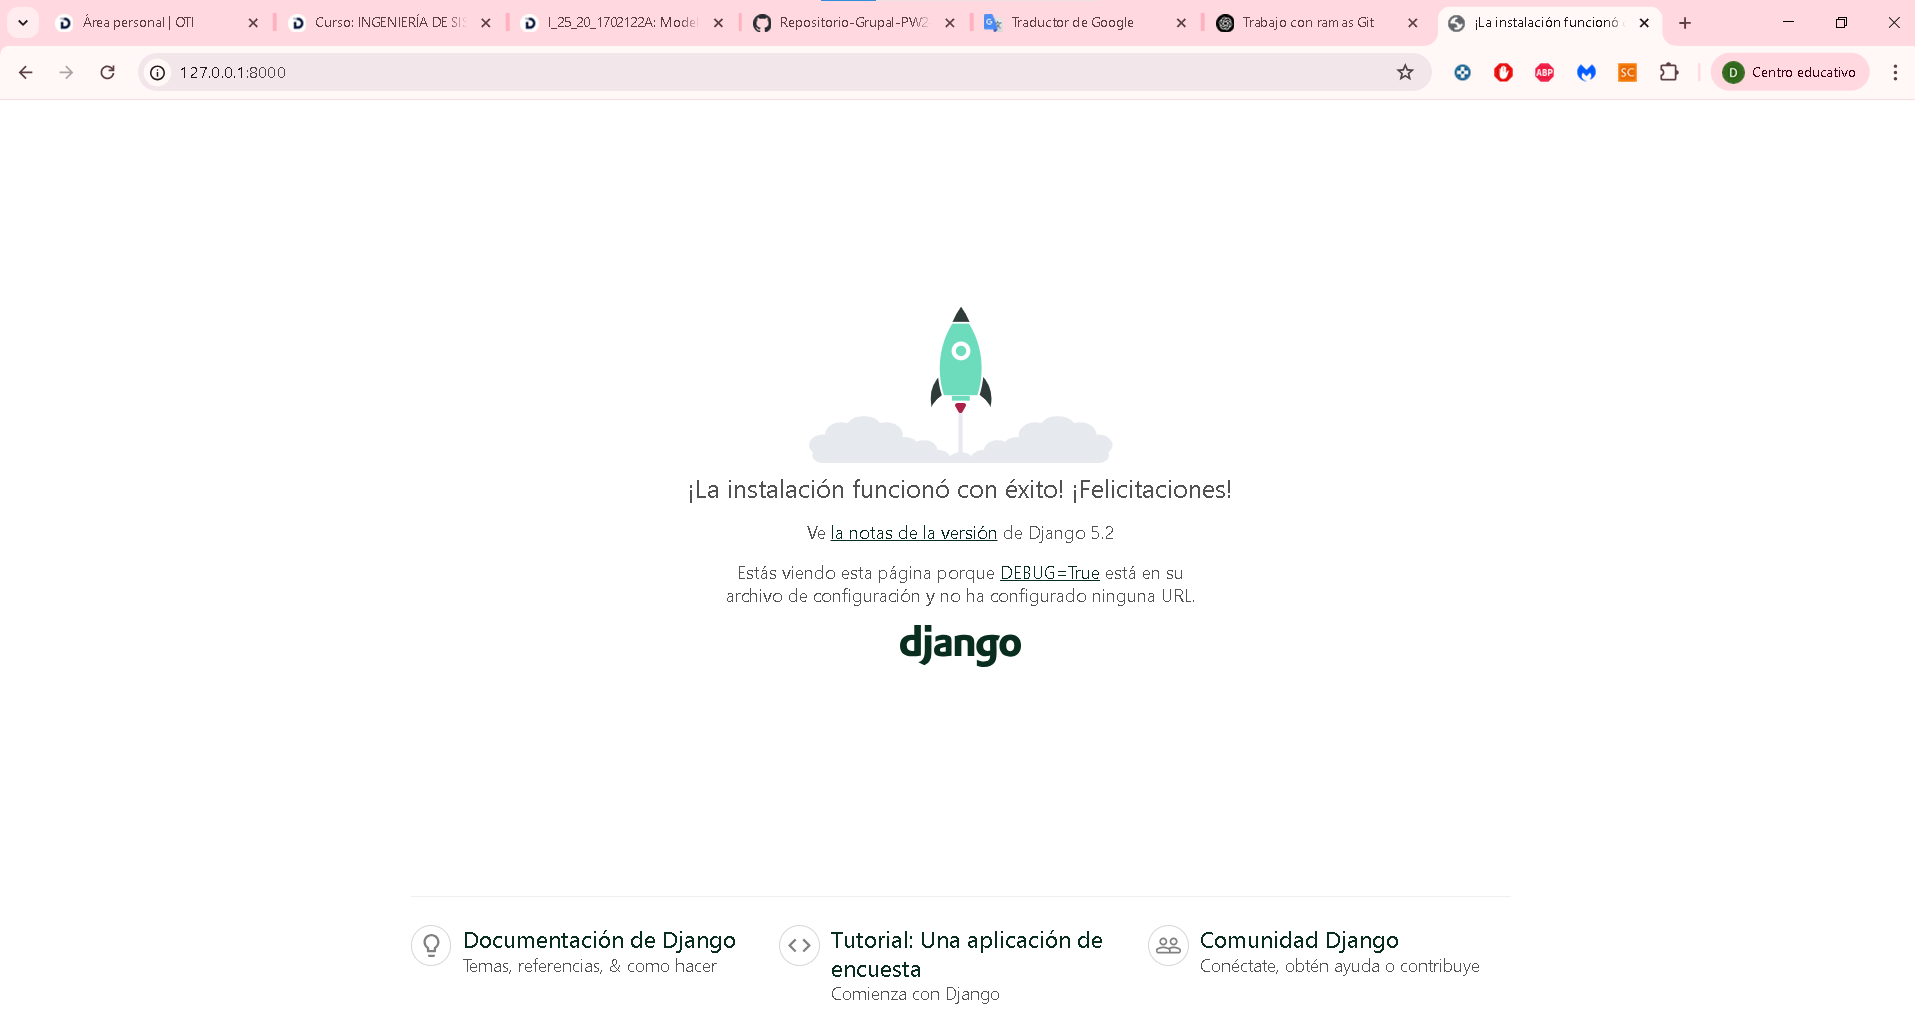 Área personal | OTI
Curso: INGENIERÍA DE SIS
I_25_20_1702122A: Model
Repositorio-Grupal-PW2-
Traductor de Google
Trabajo con ramas Git
¡La instalación funcionó
127.0.0.1:8000
ABP
SC
D
Centro educativo
¡La instalación funcionó con éxito! ¡Felicitaciones!
Ve la notas de la versión de Django 5.2
Estás viendo esta página porque DEBUG=True está en su
archivo de configuración y no ha configurado ninguna URL.
django
Documentación de Django
Temas, referencias, & como hacer
Tutorial: Una aplicación de
encuesta
Comienza con Django
Comunidad Django
Conéctate, obtén ayuda o contribuye